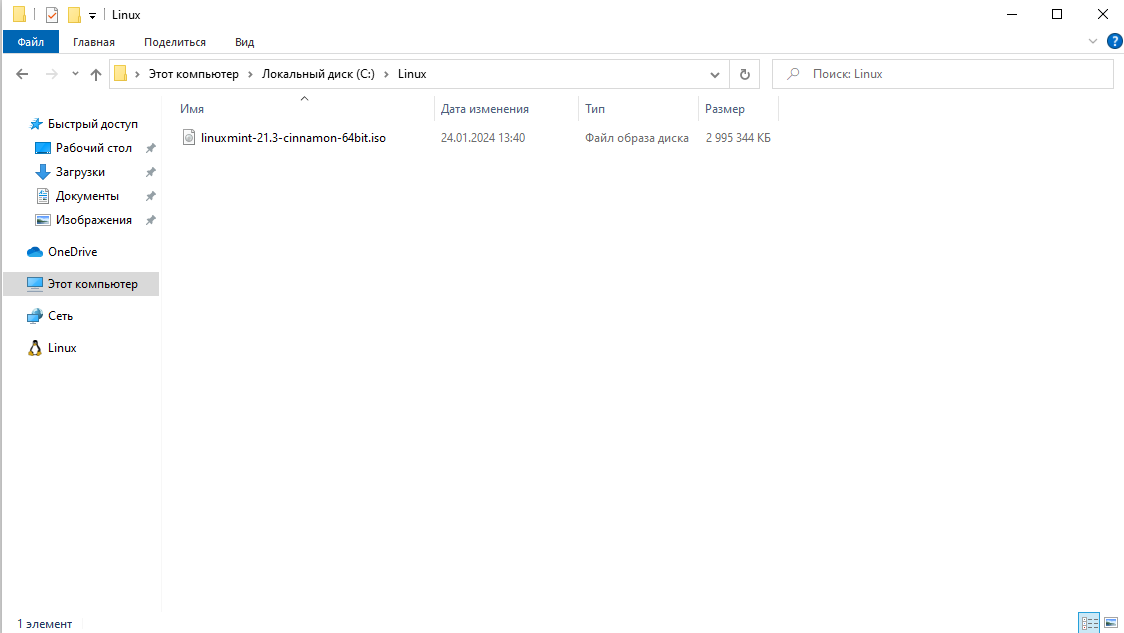 Linux
Файл Главная Поделиться Вид
Этот компьютер Локальный диск (C:) Linux Поиск: Linux
Имя Дата изменения Тип Размер
linuxmint-21.3-cinnamon-64bit.iso 24.01.2024 13:40 Файл образа диска 2 995 344 КБ
Быстрый доступ
Рабочий стол
Загрузки
Документы
Изображения
OneDrive
Этот компьютер
Сеть
Linux
1 элемент